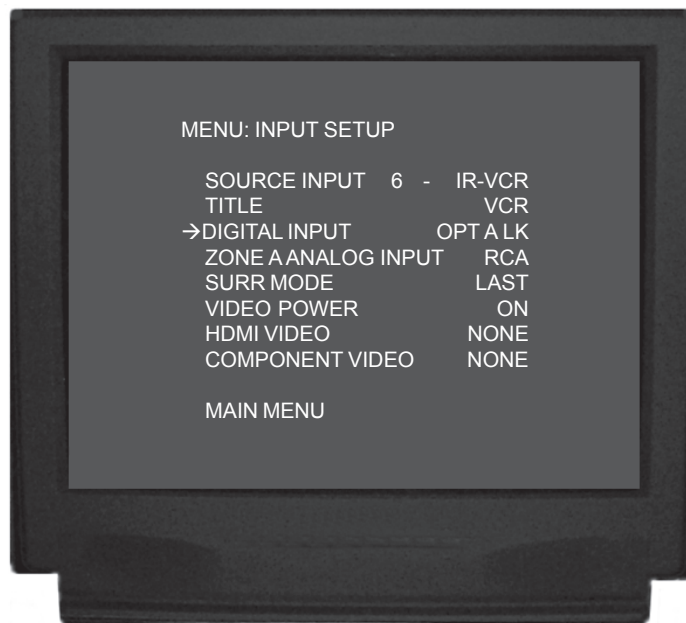 MENU: INPUT SETUP
SOURCE INPUT 6 - IR-VCR
TITLE VCR
→DIGITAL INPUT OPT A LK
ZONE A ANALOG INPUT RCA
SURR MODE LAST
VIDEO POWER ON
HDMI VIDEO NONE
COMPONENT VIDEO NONE
MAIN MENU